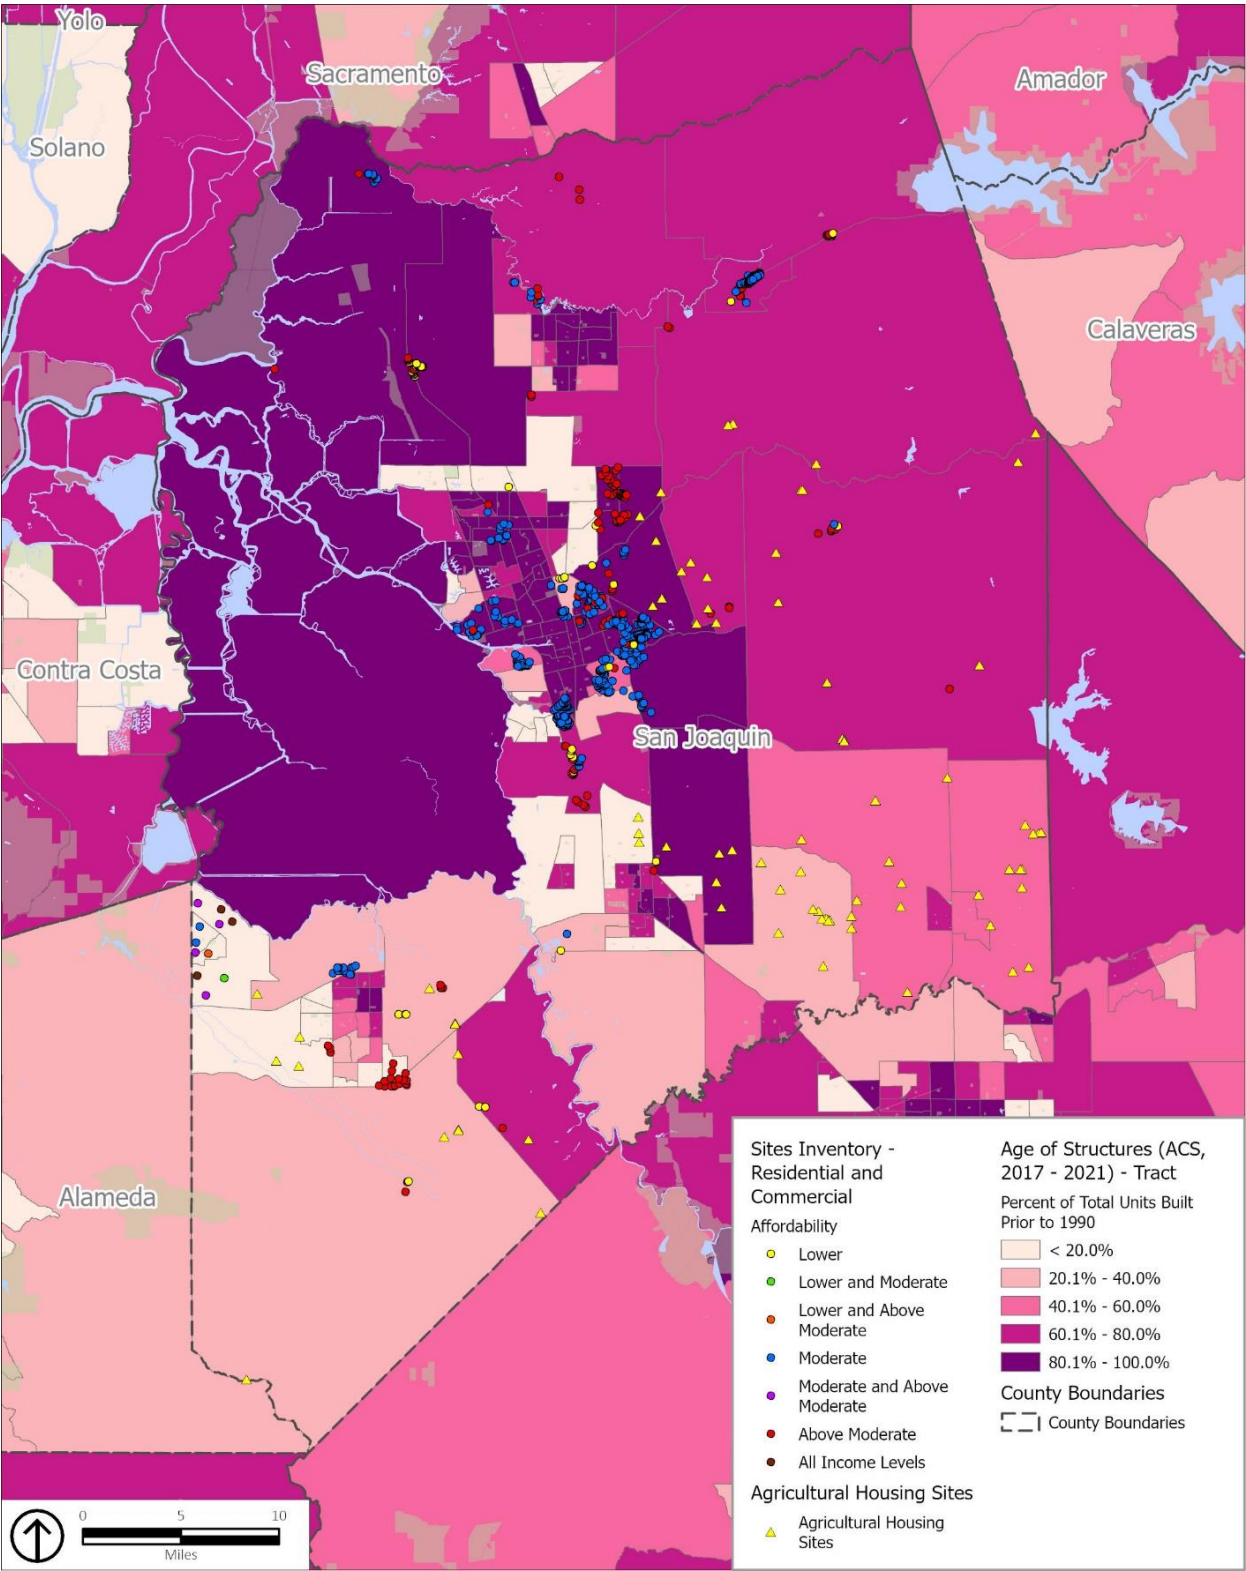 Yolo
Sacramento
Amador
Solano
Calaveras
Contra Costa
San Joaquin
Alameda
Sites Inventory -
Residential and
Commercial
Affordability
Lower
Lower and Moderate
Lower and Above
Moderate
Moderate
Moderate and Above
Moderate
Above Moderate
All Income Levels
Agricultural Housing Sites
Agricultural Housing
Sites
Age of Structures (ACS,
2017 - 2021) - Tract
Percent of Total Units Built
Prior to 1990
< 20.0%
20.1% - 40.0%
40.1% - 60.0%
60.1% - 80.0%
80.1% - 100.0%
County Boundaries
County Boundaries
0 5 10
Miles